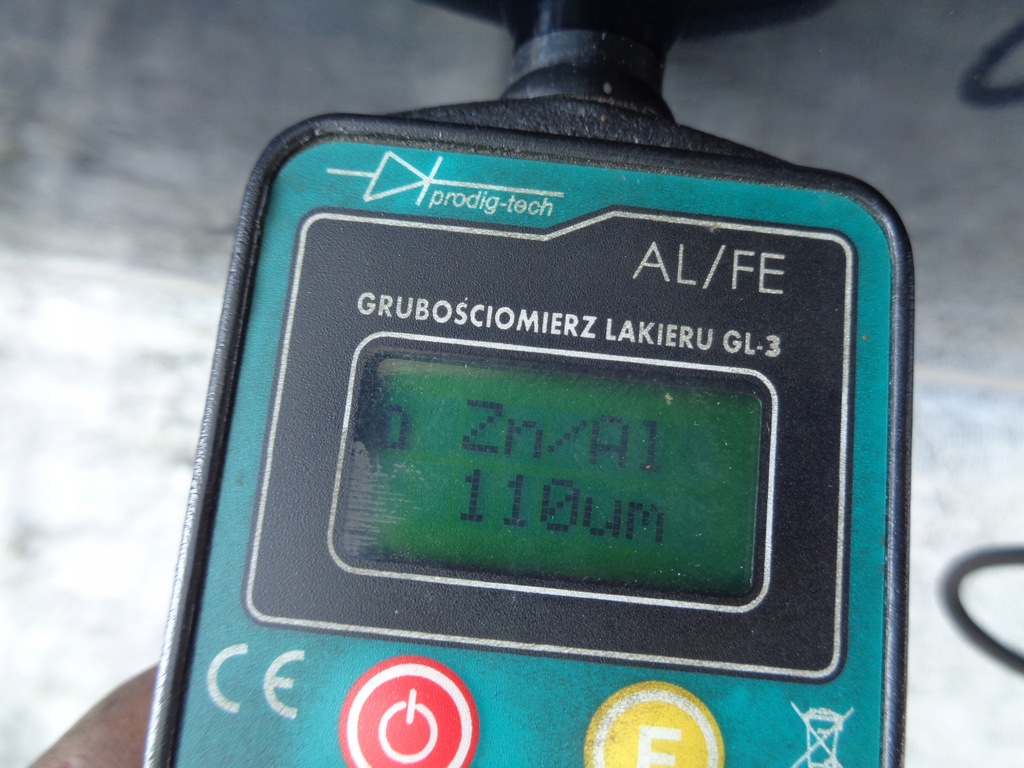 prodig-tech
AL/FE
GRUBOŚCIOMIERZ LAKIERU GL-3
Zn/Al
110um
CE
F